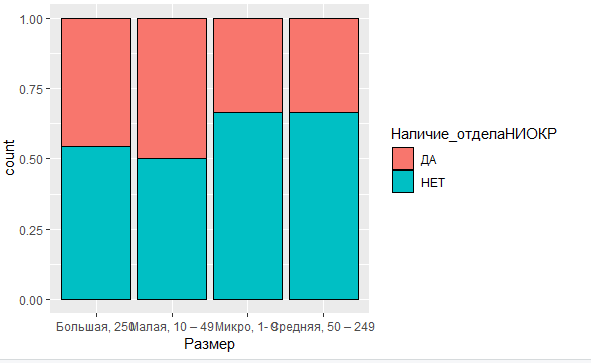 1.00
0.75
0.50
0.25
0.00
count
Большая, 250
Малая, 10 – 49
Микро, 1- 9
Средняя, 50 – 249
Размер
Наличие_отделаНИОКР
ДА
НЕТ